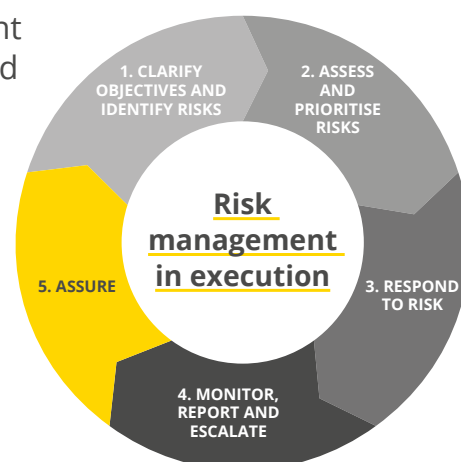 1. CLARIFY
OBJECTIVES AND
IDENTIFY RISKS
2. ASSESS
AND
PRIORITISE
RISKS
Risk
management
in execution
3. RESPOND
TO RISK
4. MONITOR,
REPORT AND
ESCALATE
5. ASSURE